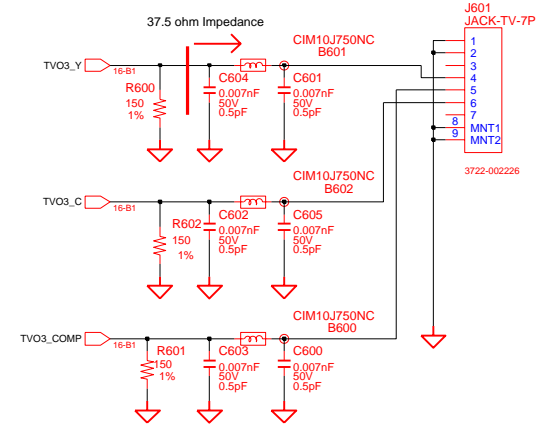 J601
JACK-TV-7P
37.5 ohm Impedance
CIM10J750NC
B601
TVO3_Y
16-B1
R600
150
1%
C604
0.007nF
50V
0.5pF
C601
0.007nF
50V
0.5pF
1
2
3
4
5
6
7
8 MNT1
9 MNT2
3722-002226
CIM10J750NC
B602
TVO3_C
16-B1
R602
150
1%
C602
0.007nF
50V
0.5pF
C605
0.007nF
50V
0.5pF
CIM10J750NC
B600
TVO3_COMP
16-B1
R601
150
1%
C603
0.007nF
50V
0.5pF
C600
0.007nF
50V
0.5pF